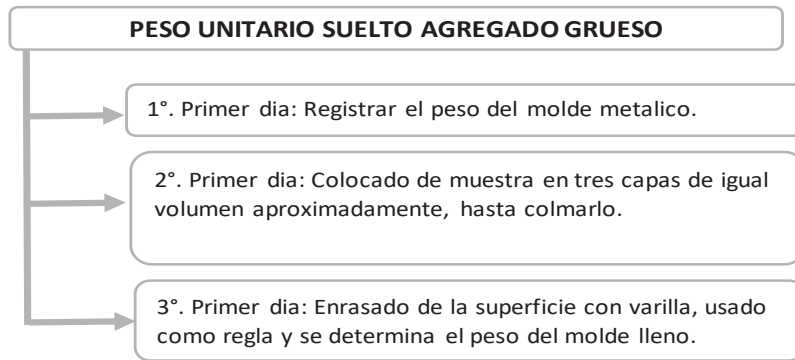 PESO UNITARIO SUELTO AGREGADO GRUESO
1°. Primer dia: Registrar el peso del molde metalico.
2°. Primer dia: Colocado de muestra en tres capas de igual
volumen aproximadamente, hasta colmarlo.
3°. Primer dia: Enrasado de la superficie con varilla, usado
como regla y se determina el peso del molde lleno.